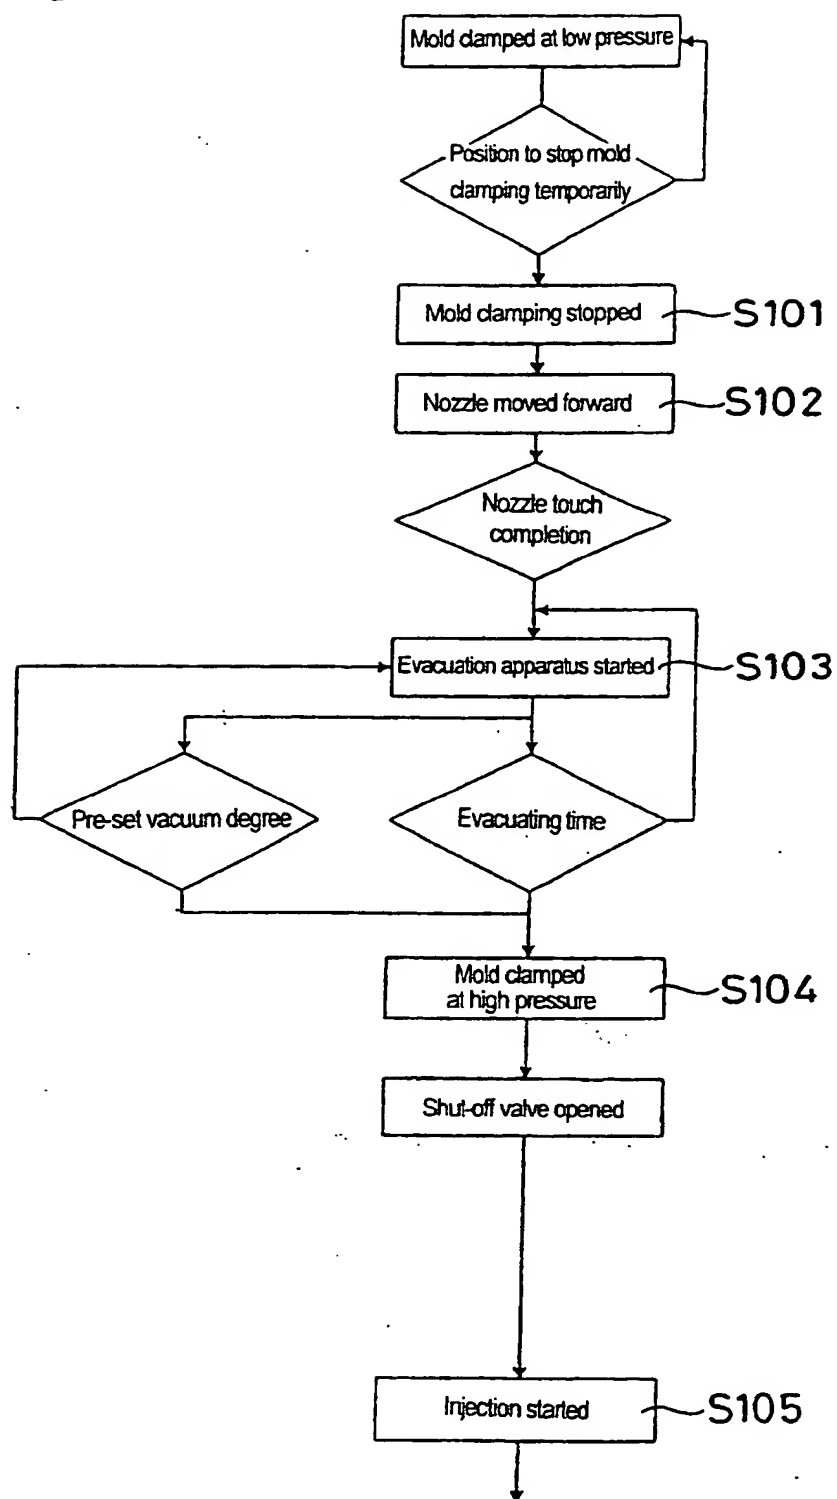 Mold clamped at low pressure
Position to stop mold
clamping temporarily
Mold clamping stopped
S101
Nozzle moved forward
S102
Nozzle touch
completion
Evacuation apparatus started
S103
Pre-set vacuum degree
Evacuating time
Mold clamped
at high pressure
S104
Shut-off valve opened
Injection started
S105